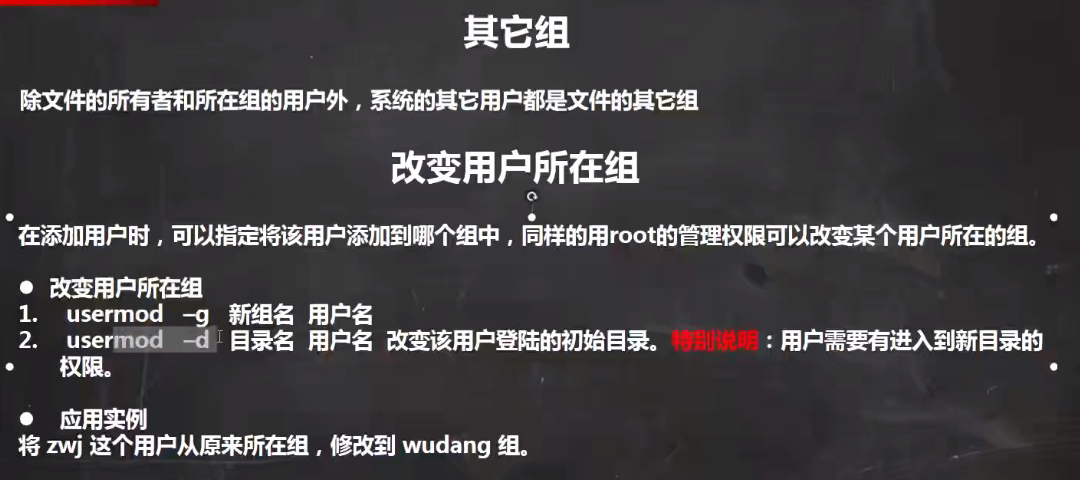 其它组
除文件的所有者和所在组的用户外，系统的其它用户都是文件的其它组
改变用户所在组
在添加用户时，可以指定将该用户添加到哪个组中，同样的用root的管理权限可以改变某个用户所在的组。
● 改变用户所在组
1. usermod –g 新组名 用户名
2. usermod –d 目录名 用户名 改变该用户登陆的初始目录。特别说明：用户需要有进入到新目录的
权限。
● 应用实例
将 zwj 这个用户从原来所在组，修改到 wudang 组。